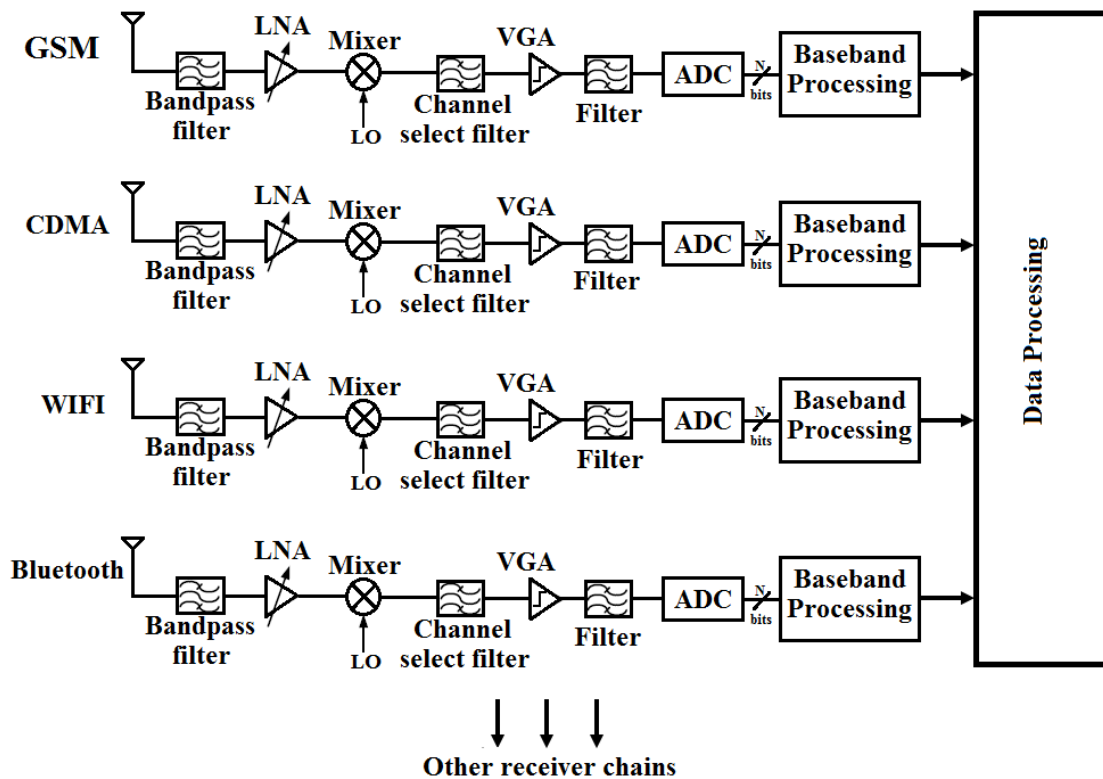 GSM
LNA
Mixer
VGA
Bandpass
filter
LO
Channel
select filter
Filter
ADC
N
bits
Baseband
Processing
CDMA
LNA
Mixer
VGA
Bandpass
filter
LO
Channel
select filter
Filter
ADC
N
bits
Baseband
Processing
WIFI
LNA
Mixer
VGA
Bandpass
filter
LO
Channel
select filter
Filter
ADC
N
bits
Baseband
Processing
Bluetooth
LNA
Mixer
VGA
Bandpass
filter
LO
Channel
select filter
Filter
ADC
N
bits
Baseband
Processing
Data Processing
Other receiver chains